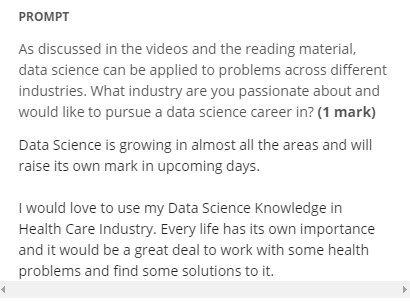 PROMPT
As discussed in the videos and the reading material,
data science can be applied to problems across different
industries. What industry are you passionate about and
would like to pursue a data science career in? (1 mark)
Data Science is growing in almost all the areas and will
raise its own mark in upcoming days.
I would love to use my Data Science Knowledge in
Health Care Industry. Every life has its own importance
and it would be a great deal to work with some health
problems and find some solutions to it.